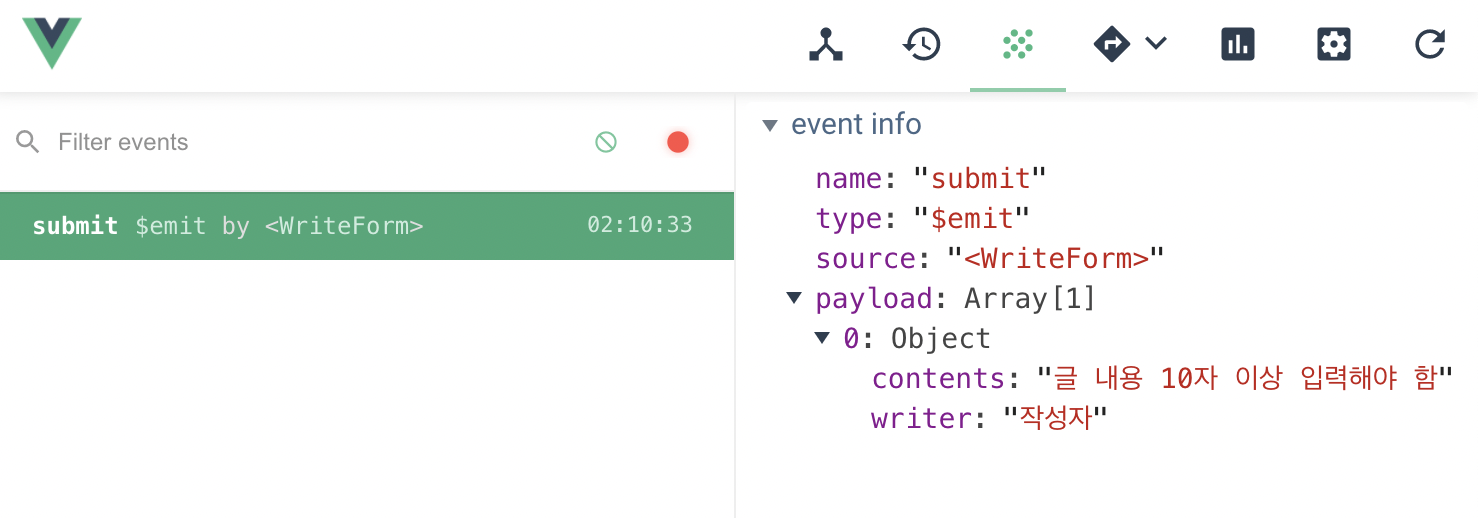 Filter events
submit $emit by <WriteForm> 02:10:33
event info
name: "submit"
type: "$emit"
source: "<WriteForm>"
payload: Array[1]
0: Object
contents: "글 내용 10자 이상 입력해야 함"
writer: "작성자"